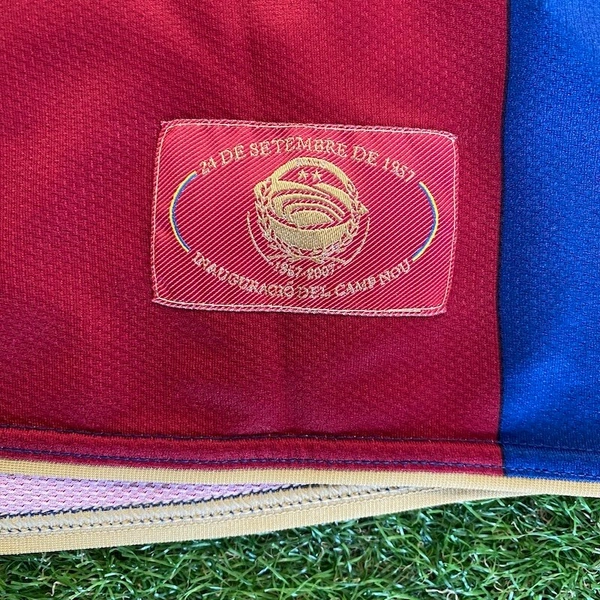 24 DE SETEMBRE DE 1957
1957-2007
INAUGURACIÓ DEL CAMP NOU